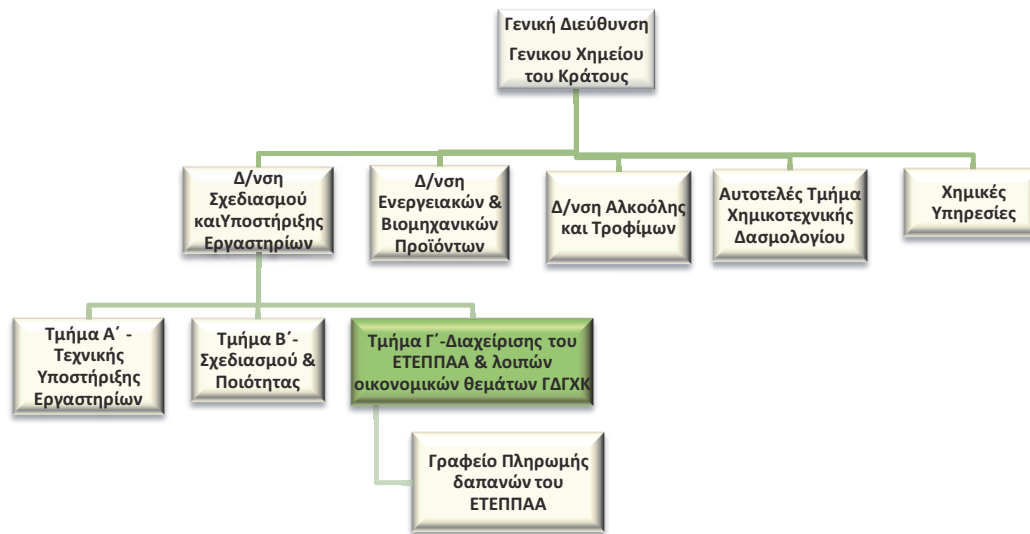 Γενική Διεύθυνση
Γενικου Χημείου
του Κράτους
Δ/νση
Σχεδιασμού
καιΥποστήριξης
Εργαστηρίων
Δ/νση
Ενεργειακών &
Βιομηχανικών
Προϊόντων
Δ/νση Αλκοόλης
και Τροφίμων
Αυτοτελές Τμήμα
Χημικοτεχνικής
Δασμολογίου
Χημικές
Υπηρεσίες
Τμήμα Α΄ -
Τεχνικής
Υποστήριξης
Εργαστηρίων
Τμήμα Β΄-
Σχεδιασμού &
Ποιότητας
Τμήμα Γ΄-Διαχείρισης του
ΕΤΕΠΠΑΑ & λοιπών
οικονομικών θεμάτων ΓΔΓΧΚ
Γραφείο Πληρωμής
δαπανών του
ΕΤΕΠΠΑΑ